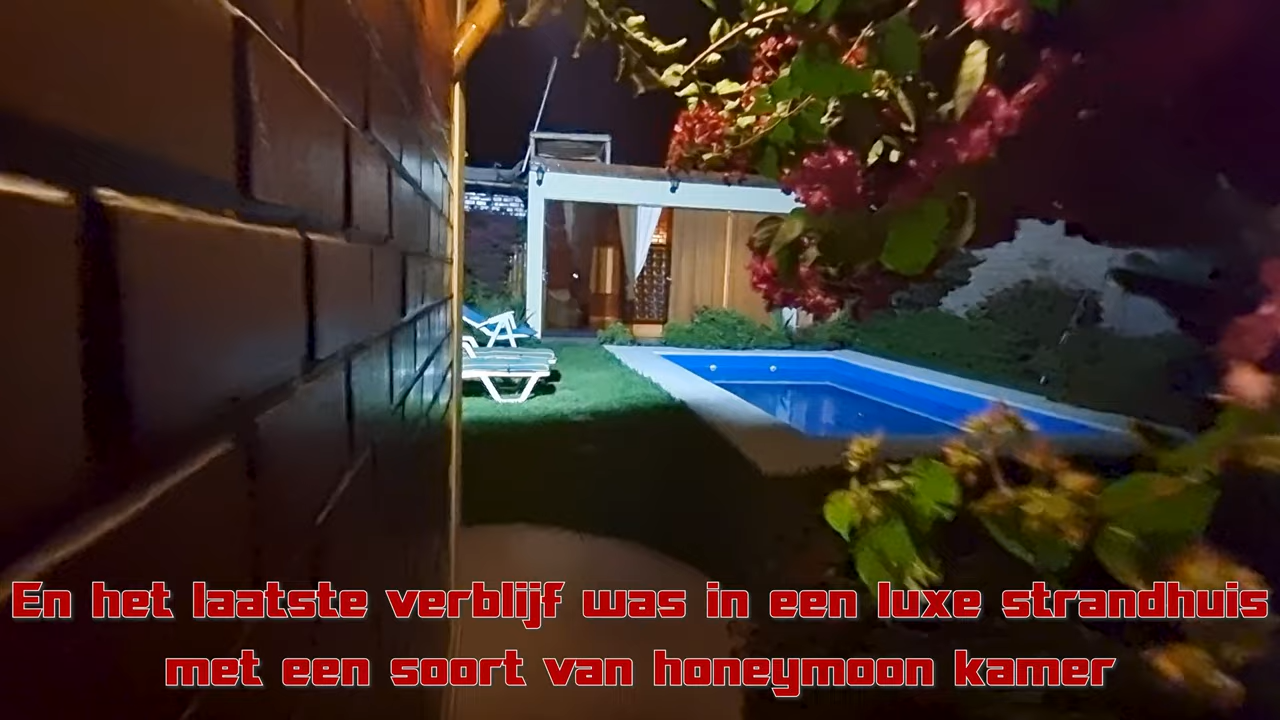 En het laatste verblijf was in een luxe strandhuis
met een soort van honeymoon kamer